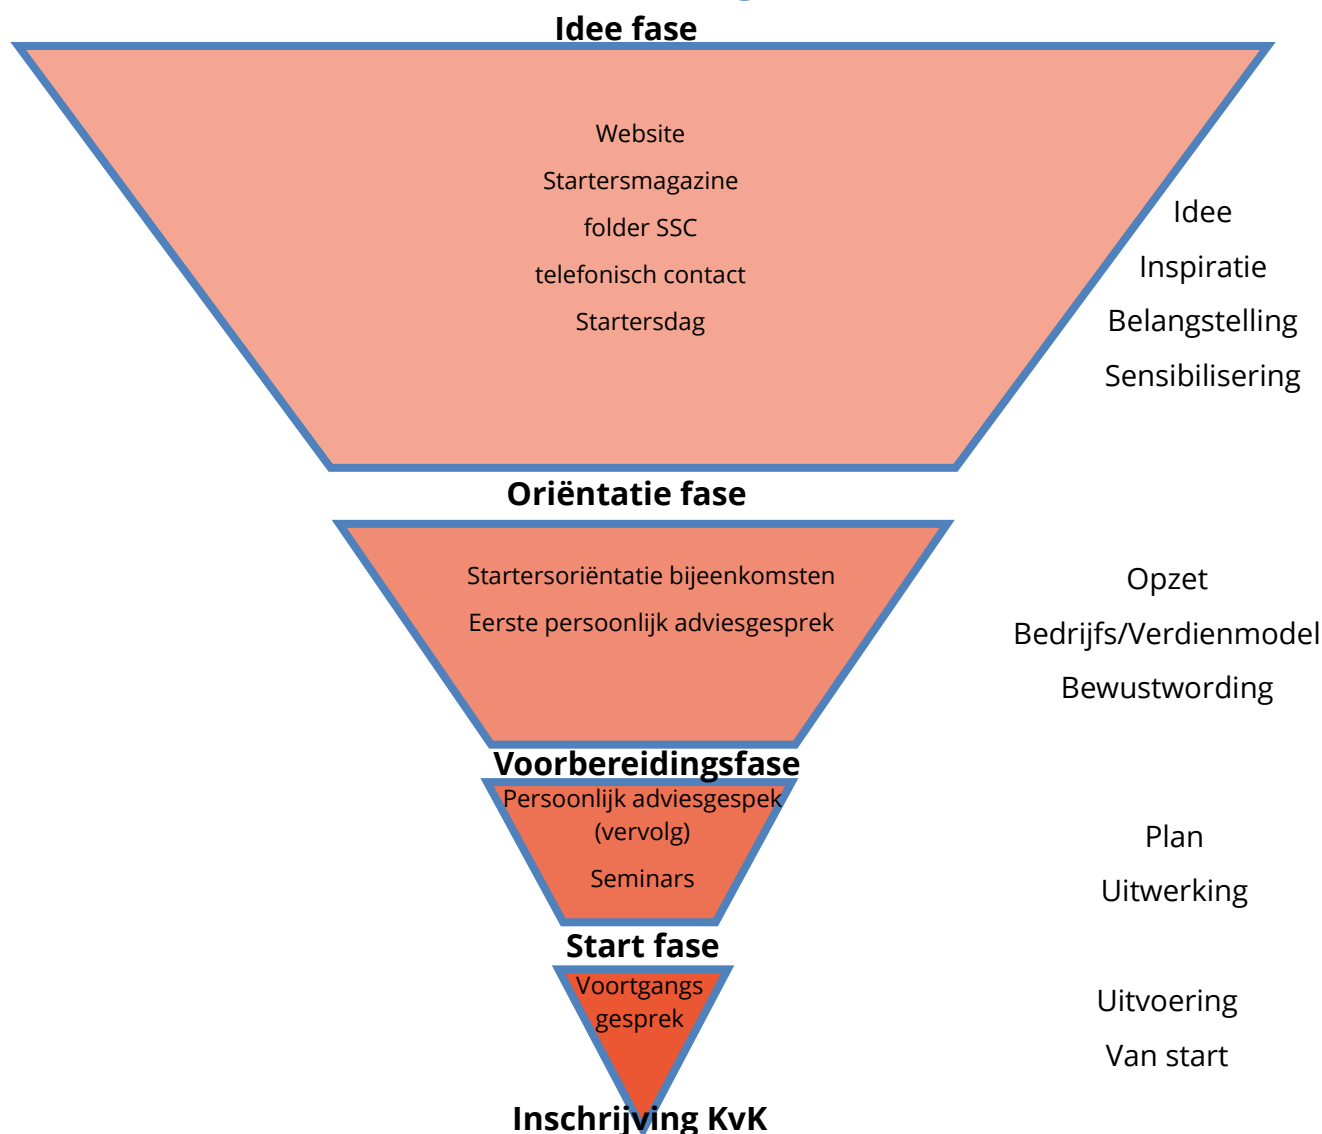 Idee fase
Website
Startersmagazine
folder SSC
telefonisch contact
Startersdag
Idee
Inspiratie
Belangstelling
Sensibilisering
Oriëntatie fase
Startersoriëntatie bijeenkomsten
Eerste persoonlijk adviesgesprek
Opzet
Bedrijfs/Verdienmodel
Bewustwording
Voorbereidingsfase
Persoonlijk adviesgespek
(vervolg)
Seminars
Plan
Uitwerking
Start fase
Voortgangs
gesprek
Uitvoering
Van start
Inschrijving KvK